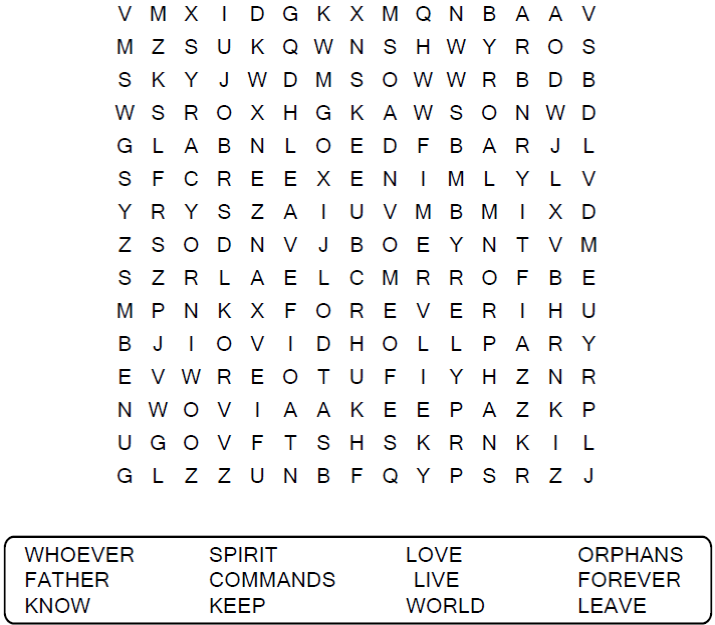 V M X I D G K X M Q N B A A V
M Z S U K Q W N S H W Y R O S
S K Y J W D M S O W W R B D B
W S R O X H G K A W S O N W D
G L A B N L O E D F B A R J L
S F C R E E X E N I M L Y L V
Y R Y S Z A I U V M B M I X D
Z S O D N V J B O E Y N T V M
S Z R L A E L C M R R O F B E
M P N K X F O R E V E R I H U
B J I O V I D H O L L P A R Y
E V W R E O T U F I Y H Z N R
N W O V I A A K E E P A Z K P
U G O V F T S H S K R N K I L
G L Z Z U N B F Q Y P S R Z J
WHOEVER SPIRIT LOVE ORPHANS
FATHER COMMANDS LIVE FOREVER
KNOW KEEP WORLD LEAVE